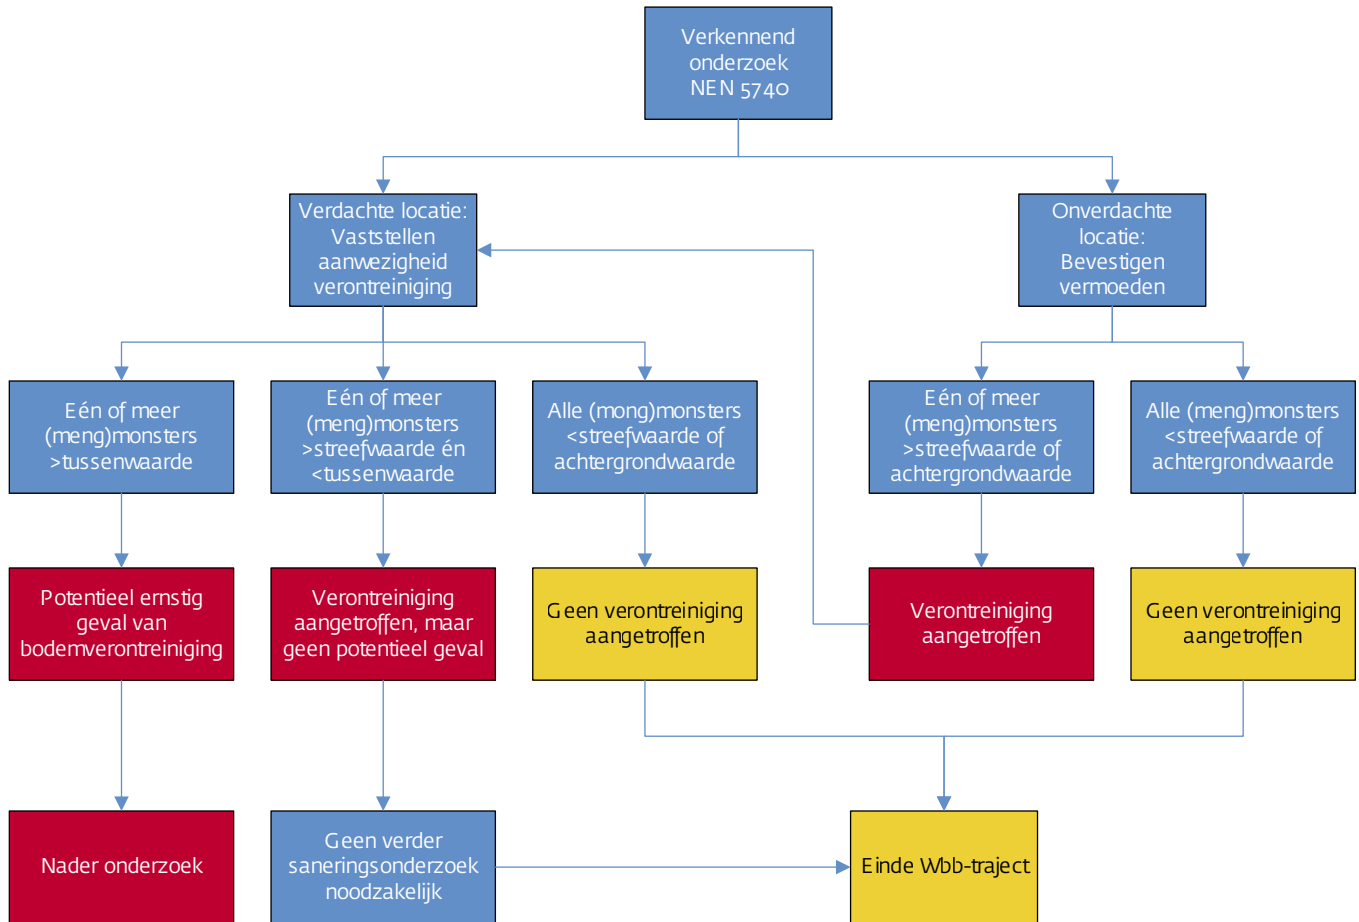 Verkennend
onderzoek
NEN 5740
Verdachte locatie:
Vaststellen
aanwezigheid
verontreiniging
Onverdachte
locatie:
Bevestigen
vermoeden
Eén of meer
(meng)monsters
>tussenwaarde
Eén of meer
(meng)monsters
>streefwaarde én
<tussenwaarde
Alle (mong)monsters
<streefwaarde of
achtergrondwaarde
Eén of meer
(meng)monsters
>streefwaarde of
achtergrondwaarde
Alle (meng)monsters
<streefwaarde of
achtergrondwaarde
Potentieel ernstig
geval van
bodemverontreiniging
Verontreiniging
aangetroffen, maar
geen potentieel geval
Geen verontreiniging
aangetroffen
Verontreiniging
aangetroffen
Geen verontreiniging
aangetroffen
Nader onderzoek
Geen verder
saneringsonderzoek
noodzakelijk
Einde Wbb-traject